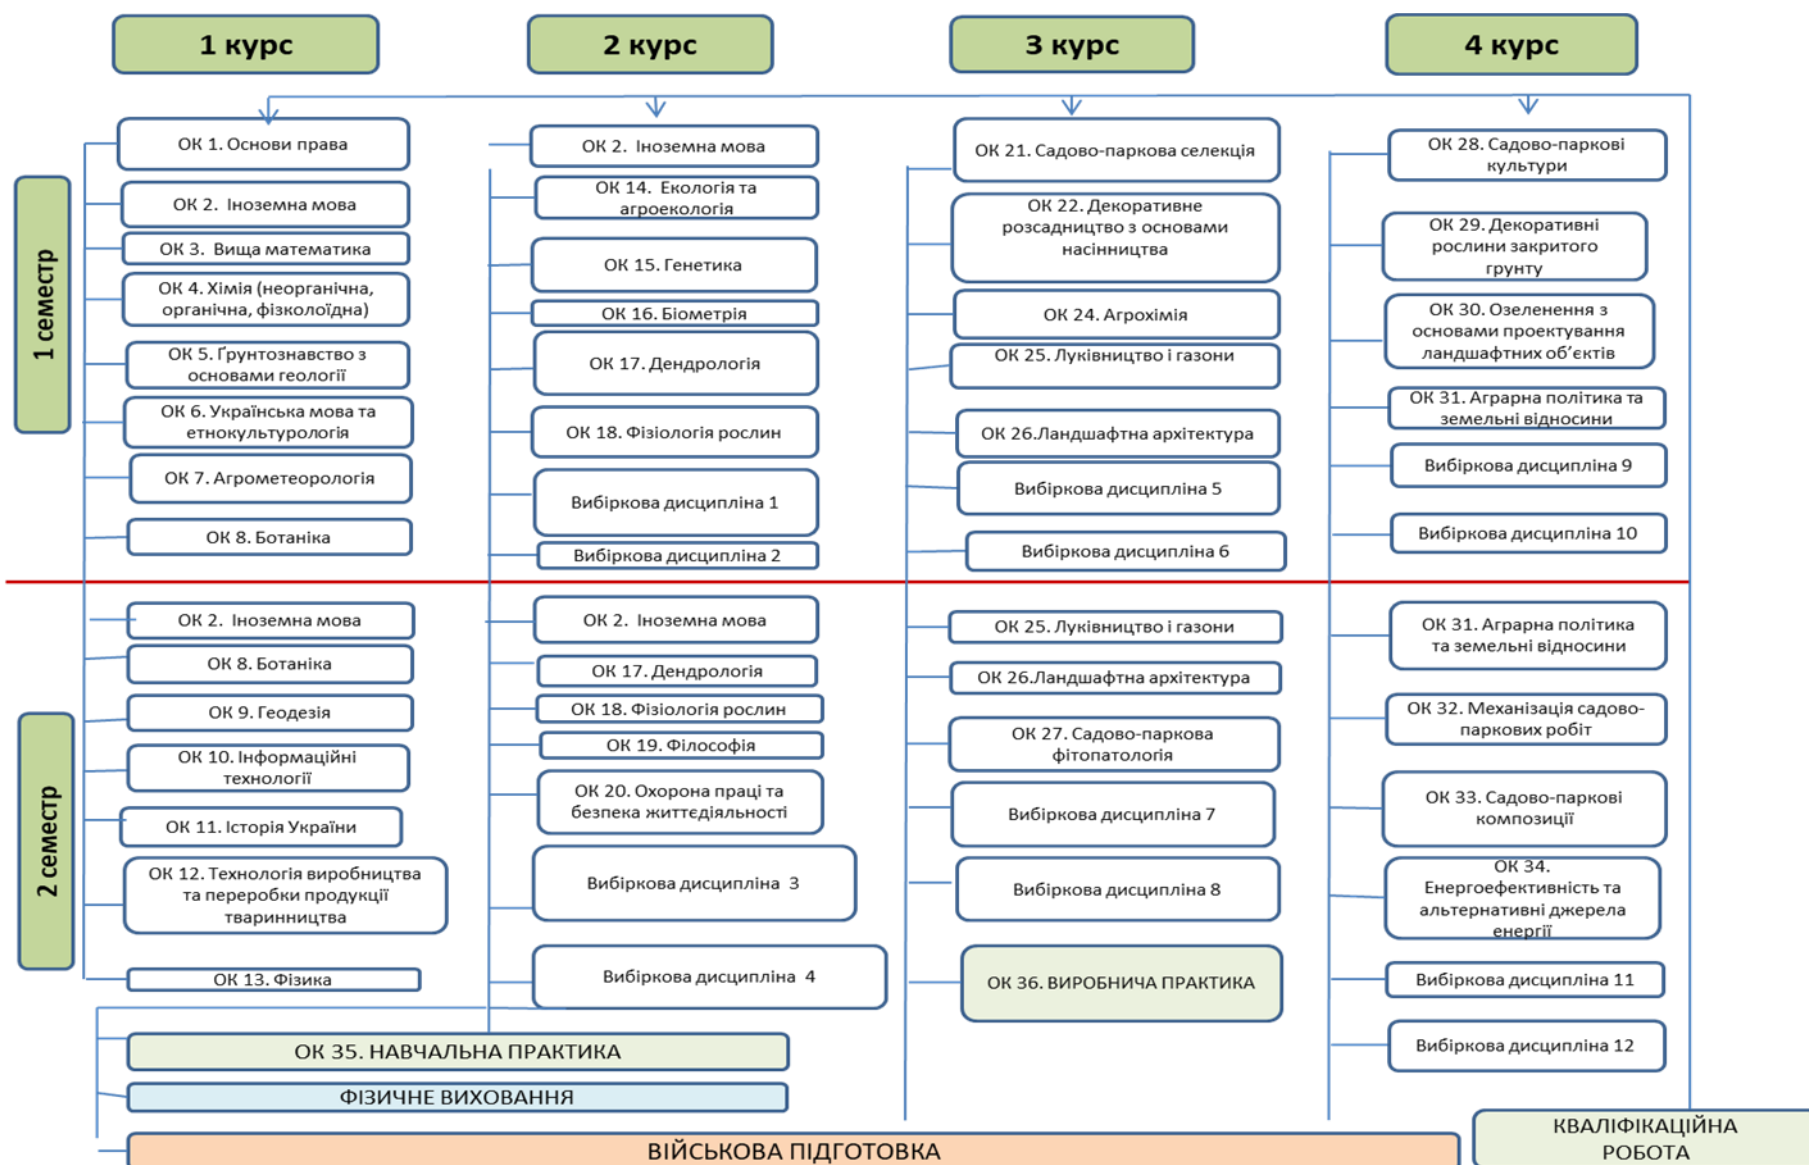 1 курс
2 курс
3 курс
4 курс
1 семестр
ОК 1. Основи права
ОК 2. Іноземна мова
ОК 3. Вища математика
ОК 4. Хімія (неорганічна,
органічна, фізколоїдна)
ОК 5. Ґрунтознавство з
основами геології
ОК 6. Українська мова та
етнокультурологія
ОК 7. Агрометеорологія
ОК 8. Ботаніка
ОК 2. Іноземна мова
ОК 14. Екологія та
агроекологія
ОК 15. Генетика
ОК 16. Біометрія
ОК 17. Дендрологія
ОК 18. Фізіологія рослин
Вибіркова дисципліна 1
Вибіркова дисципліна 2
ОК 21. Садово-паркова селекція
ОК 22. Декоративне
розсадництво з основами
насінництва
ОК 24. Агрохімія
ОК 25. Луківництво і газони
ОК 26.Ландшафтна архітектура
Вибіркова дисципліна 5
Вибіркова дисципліна 6
ОК 28. Садово-паркові
культури
ОК 29. Декоративні
рослини закритого
грунту
ОК 30. Озеленення з
основами проектування
ландшафтних об’єктів
ОК 31. Аграрна політика та
земельні відносини
Вибіркова дисципліна 9
Вибіркова дисципліна 10
2 семестр
ОК 2. Іноземна мова
ОК 8. Ботаніка
ОК 9. Геодезія
ОК 10. Інформаційні
технології
ОК 11. Історія України
ОК 12. Технологія виробництва
та переробки продукції
тваринництва
ОК 13. Фізика
ОК 2. Іноземна мова
ОК 17. Дендрологія
ОК 18. Фізіологія рослин
ОК 19. Філософія
ОК 20. Охорона праці та
безпека життєдіяльності
Вибіркова дисципліна 3
Вибіркова дисципліна 4
ОК 25. Луківництво і газони
ОК 26.Ландшафтна архітектура
ОК 27. Садово-паркова
фітопатологія
Вибіркова дисципліна 7
Вибіркова дисципліна 8
ОК 36. ВИРОБНИЧА ПРАКТИКА
ОК 31. Аграрна політика
та земельні відносини
ОК 32. Механізація садово-
паркових робіт
ОК 33. Садово-паркові
композиції
ОК 34.
Енергоефективність та
альтернативні джерела
енергії
Вибіркова дисципліна 11
Вибіркова дисципліна 12
ОК 35. НАВЧАЛЬНА ПРАКТИКА
ФІЗИЧНЕ ВИХОВАННЯ
ВІЙСЬКОВА ПІДГОТОВКА
КВАЛІФІКАЦІЙНА
РОБОТА